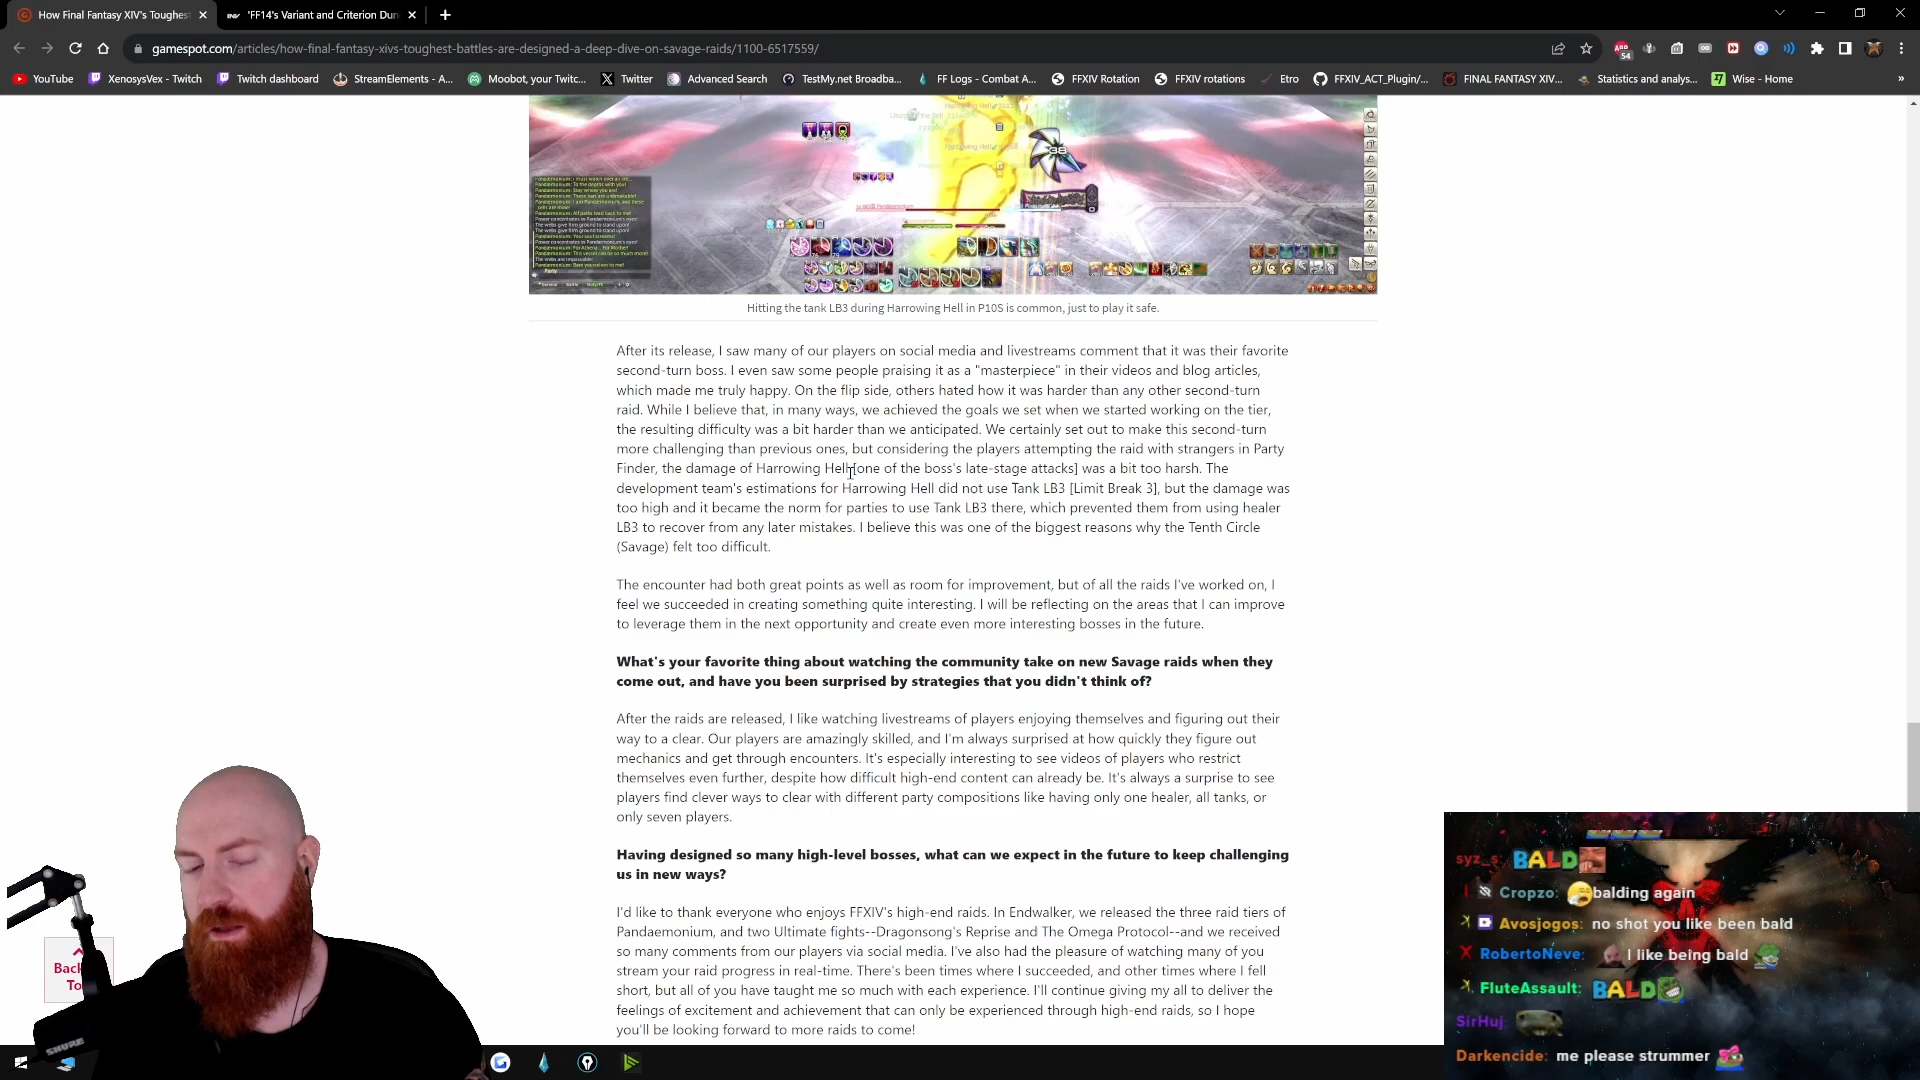 How Final Fantasy XIV's Toughest
'FF14's Variant and Criterion Dun
gamespot.com/articles/how-final-fantasy-xivs-toughest-battles-are-designed-a-deep-dive-on-savage-raids/1100-6517559/
54
YouTube
XenosysVex - Twitch
Twitch dashboard
StreamElements - A...
Moobot, your Twitc...
Twitter
Advanced Search
TestMy.net Broadba...
FF Logs - Combat A...
FFXIV Rotation
FFXIV rotations
Etro
FFXIV_ACT_Plugin/...
FINAL FANTASY XIV...
Statistics and analys...
Wise - Home
38
Hitting the tank LB3 during Harrowing Hell in P10S is common, just to play it safe.
After its release, I saw many of our players on social media and livestreams comment that it was their favorite
second-turn boss. I even saw some people praising it as a "masterpiece" in their videos and blog articles,
which made me truly happy. On the flip side, others hated how it was harder than any other second-turn
raid. While I believe that, in many ways, we achieved the goals we set when we started working on the tier,
the resulting difficulty was a bit harder than we anticipated. We certainly set out to make this second-turn
more challenging than previous ones, but considering the players attempting the raid with strangers in Party
Finder, the damage of Harrowing Hell [one of the boss's late-stage attacks] was a bit too harsh. The
development team's estimations for Harrowing Hell did not use Tank LB3 [Limit Break 3], but the damage was
too high and it became the norm for parties to use Tank LB3 there, which prevented them from using healer
LB3 to recover from any later mistakes. I believe this was one of the biggest reasons why the Tenth Circle
(Savage) felt too difficult.
The encounter had both great points as well as room for improvement, but of all the raids I've worked on, I
feel we succeeded in creating something quite interesting. I will be reflecting on the areas that I can improve
to leverage them in the next opportunity and create even more interesting bosses in the future.
What's your favorite thing about watching the community take on new Savage raids when they
come out, and have you been surprised by strategies that you didn't think of?
After the raids are released, I like watching livestreams of players enjoying themselves and figuring out their
way to a clear. Our players are amazingly skilled, and I'm always surprised at how quickly they figure out
mechanics and get through encounters. It's especially interesting to see videos of players who restrict
themselves even further, despite how difficult high-end content can already be. It's always a surprise to see
players find clever ways to clear with different party compositions like having only one healer, all tanks, or
only seven players.
Having designed so many high-level bosses, what can we expect in the future to keep challenging
us in new ways?
I'd like to thank everyone who enjoys FFXIV's high-end raids. In Endwalker, we released the three raid tiers of
Pandaemonium, and two Ultimate fights--Dragonsong's Reprise and The Omega Protocol--and we received
so many comments from our players via social media. I've also had the pleasure of watching many of you
stream your raid progress in real-time. There's been times where I succeeded, and other times where I fell
short, but all of you have taught me so much with each experience. I'll continue giving my all to deliver the
feelings of excitement and achievement that can only be experienced through high-end raids, so I hope
you'll be looking forward to more raids to come!
Back
To
SHURE
syz_s: BALD
Cropzo: balding again
Avosjogos: no shot you like been bald
RobertoNeve: I like being bald
FluteAssault: BALD
SirHuj:
Darkencide: me please strummer